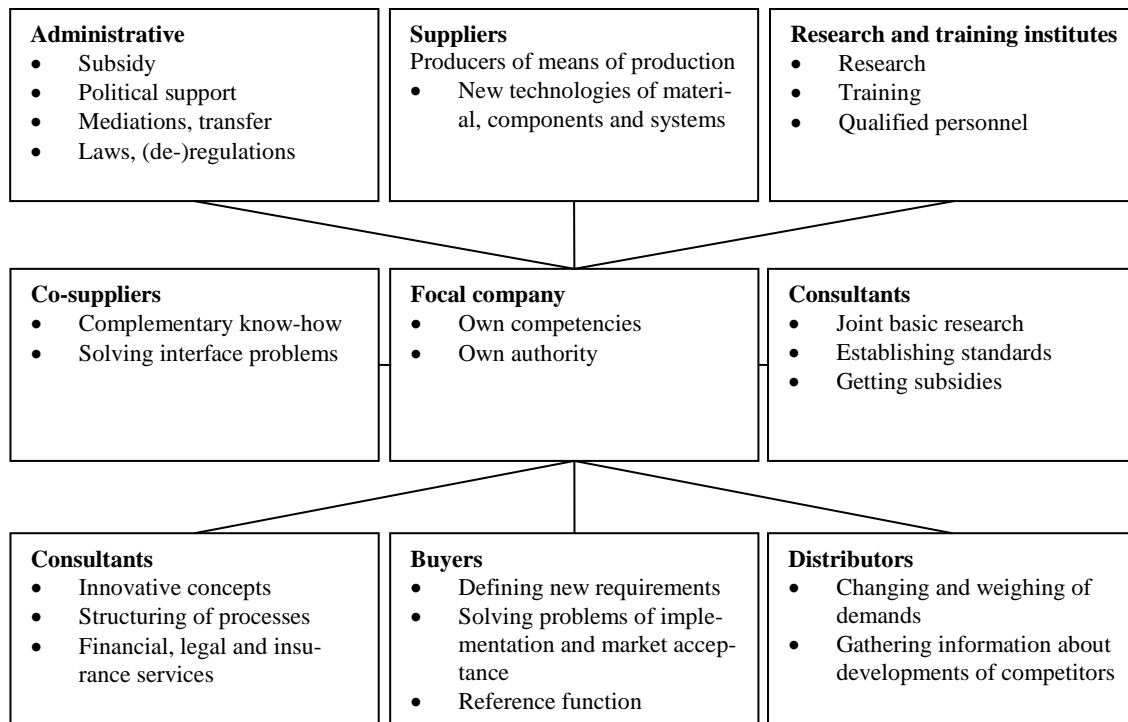 Administrative
• Subsidy
• Political support
• Mediations, transfer
• Laws, (de-)regulations
Suppliers
Producers of means of production
• New technologies of materi-
al, components and systems
Research and training institutes
• Research
• Training
• Qualified personnel
Co-suppliers
• Complementary know-how
• Solving interface problems
Focal company
• Own competencies
• Own authority
Consultants
• Joint basic research
• Establishing standards
• Getting subsidies
Consultants
• Innovative concepts
• Structuring of processes
• Financial, legal and insu-
rance services
Buyers
• Defining new requirements
• Solving problems of imple-
mentation and market accep-
tance
• Reference function
Distributors
• Changing and weighing of
demands
• Gathering information about
developments of competitors